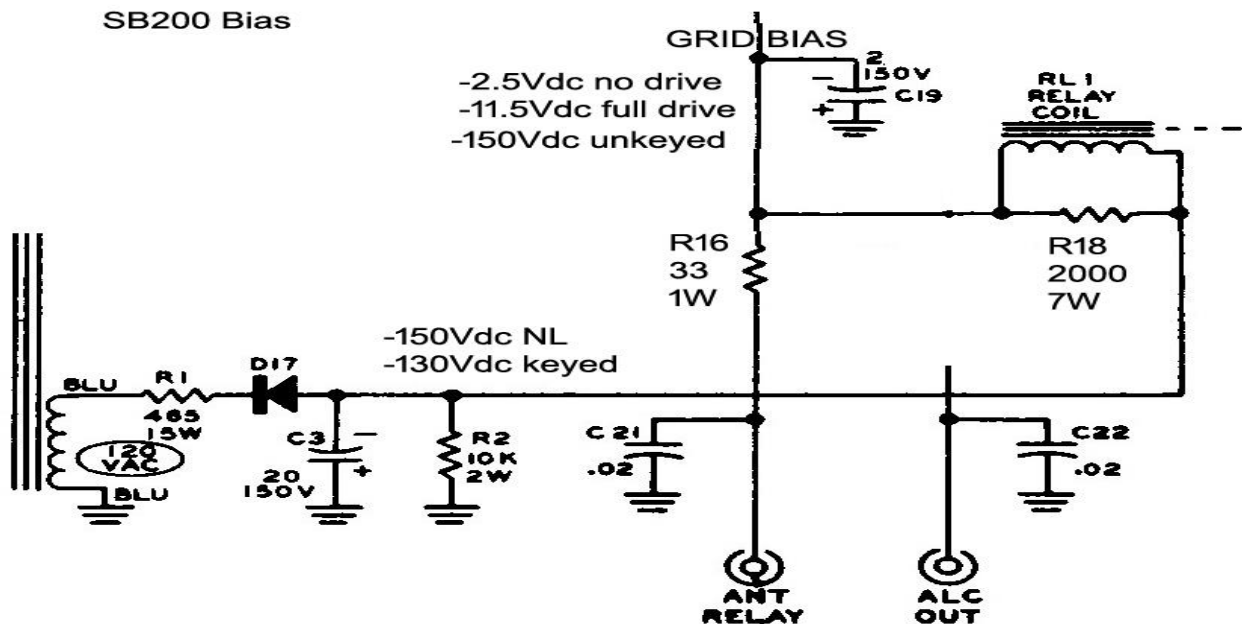 SB200 Bias
GRID BIAS
-2.5Vdc no drive
-11.5Vdc full drive
-150Vdc unkeyed
2
150V
C19
−
+
RL1
RELAY
COIL
R16
33
1W
R18
2000
7W
-150Vdc NL
-130Vdc keyed
BLU
R1
465
15W
D17
120
VAC
BLU
C3
−
+
20
150V
R2
10K
2W
C21
.02
C22
.02
ANT
RELAY
ALC
OUT